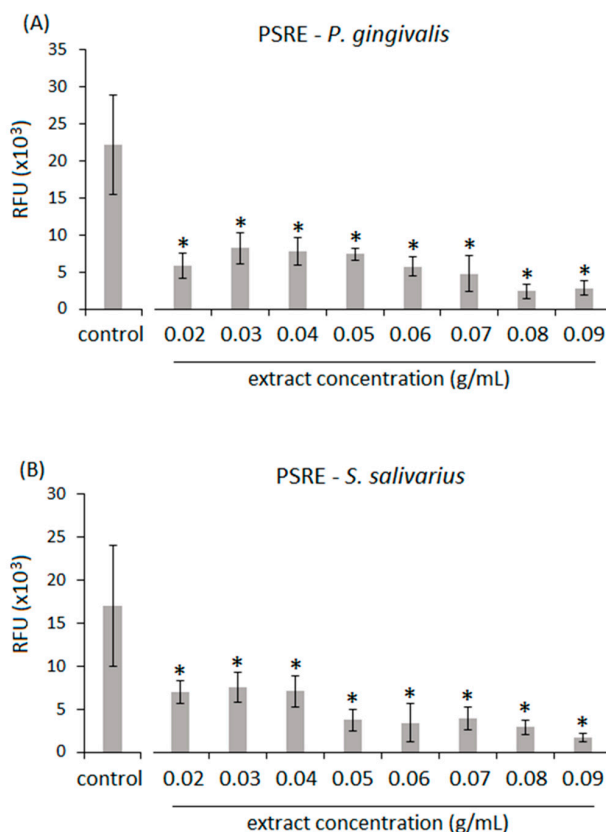 (A)
PSRE - P. gingivalis
35
30
25
20
15
10
5
0
RFU (x10³)
* * * * * * * *
control 0.02 0.03 0.04 0.05 0.06 0.07 0.08 0.09
extract concentration (g/mL)
(B)
PSRE - S. salivarius
30
25
20
15
10
5
0
RFU (x10³)
* * * * * * * *
control 0.02 0.03 0.04 0.05 0.06 0.07 0.08 0.09
extract concentration (g/mL)